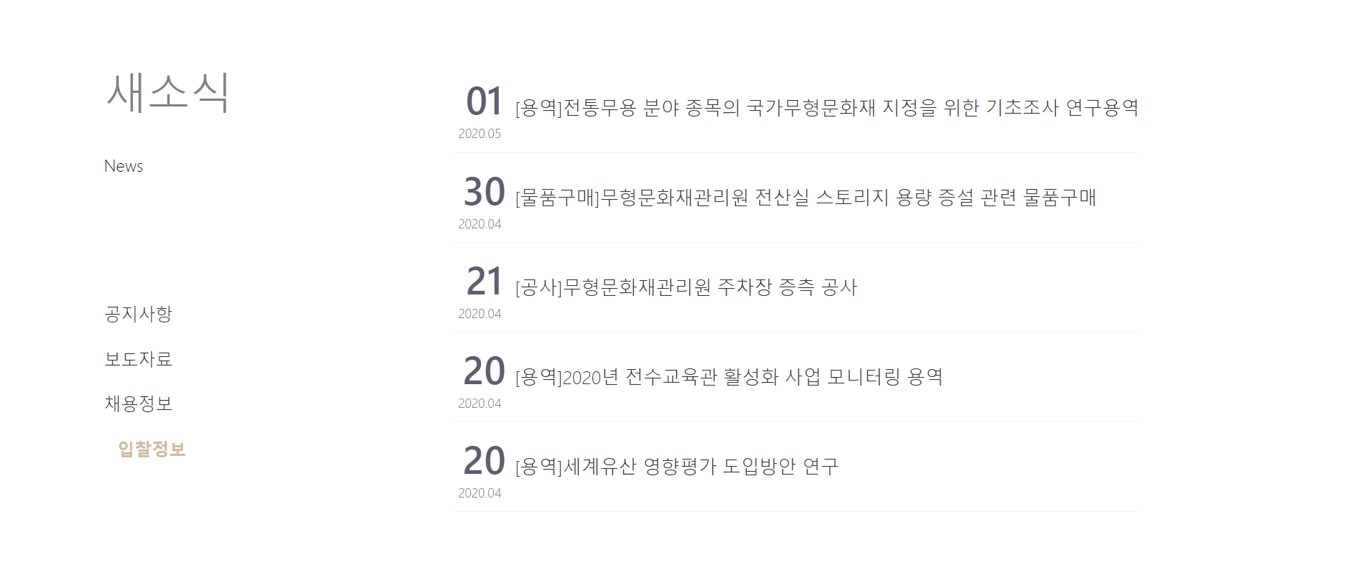 새소식
News
공지사항
보도자료
채용정보
입찰정보
01 [용역]전통무용 분야 종목의 국가무형문화재 지정을 위한 기초조사 연구용역
2020.05
30 [물품구매]무형문화재관리원 전산실 스토리지 용량 증설 관련 물품구매
2020.04
21 [공사]무형문화재관리원 주차장 증측 공사
2020.04
20 [용역]2020년 전수교육관 활성화 사업 모니터링 용역
2020.04
20 [용역]세계유산 영향평가 도입방안 연구
2020.04